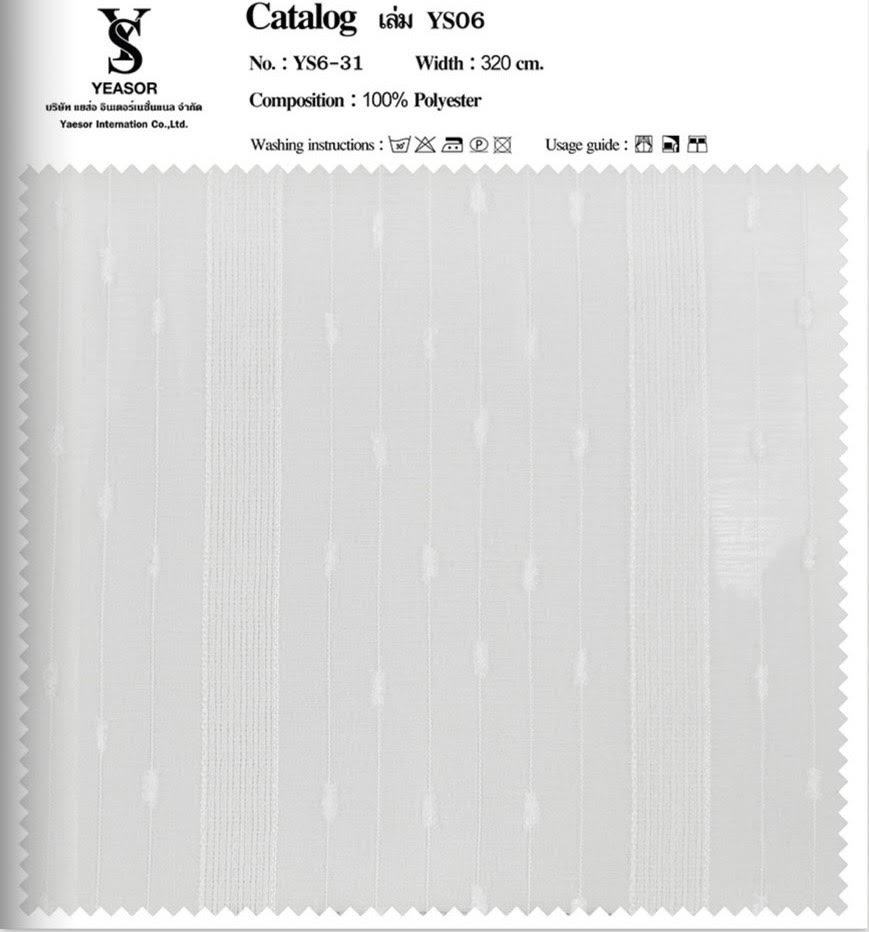 Catalog เล่ม YS06
YS
YEASOR
บริษัท แยส่อ อินเตอร์เนชั่นแนล จำกัด
Yaesor Internation Co.,Ltd.
No. : YS6-31 Width : 320 cm.
Composition : 100% Polyester
Washing instructions : P Usage guide :